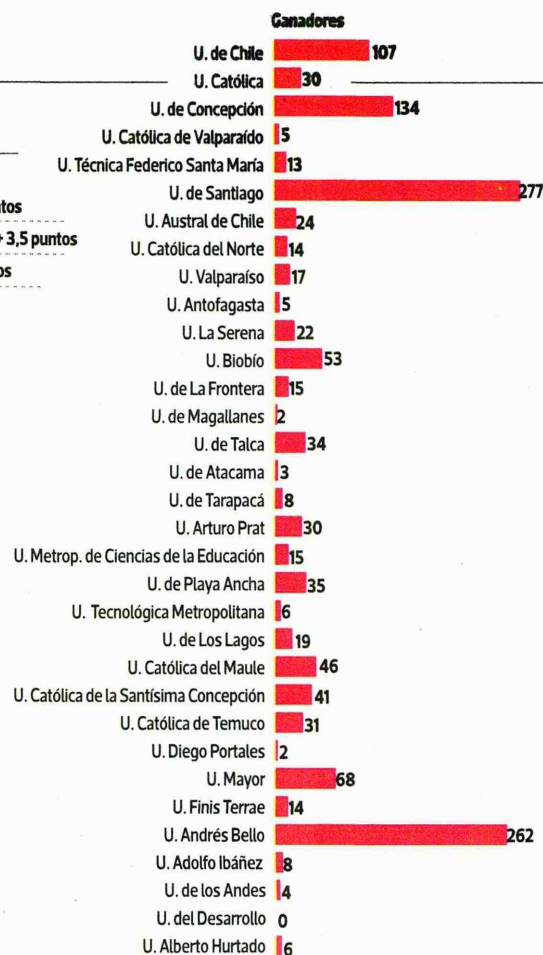 Ganadores
U. de Chile 107
U. Católica 30
U. de Concepción 134
U. Católica de Valparaído 5
U. Técnica Federico Santa María 13
U. de Santiago 277
tos
U. Austral de Chile 24
+ 3,5 puntos
U. Católica del Norte 14
os
U. Valparaíso 17
U. Antofagasta 5
U. La Serena 22
U. Biobío 53
U. de La Frontera 15
U. de Magallanes 2
U. de Talca 34
U. de Atacama 3
U. de Tarapacá 8
U. Arturo Prat 30
U. Metrop. de Ciencias de la Educación 15
U. de Playa Ancha 35
U. Tecnológica Metropolitana 6
U. de Los Lagos 19
U. Católica del Maule 46
U. Católica de la Santísima Concepción 41
U. Católica de Temuco 31
U. Diego Portales 2
U. Mayor 68
U. Finis Terrae 14
U. Andrés Bello 262
U. Adolfo Ibáñez 8
U. de los Andes 4
U. del Desarrollo 0
U. Alberto Hurtado 6